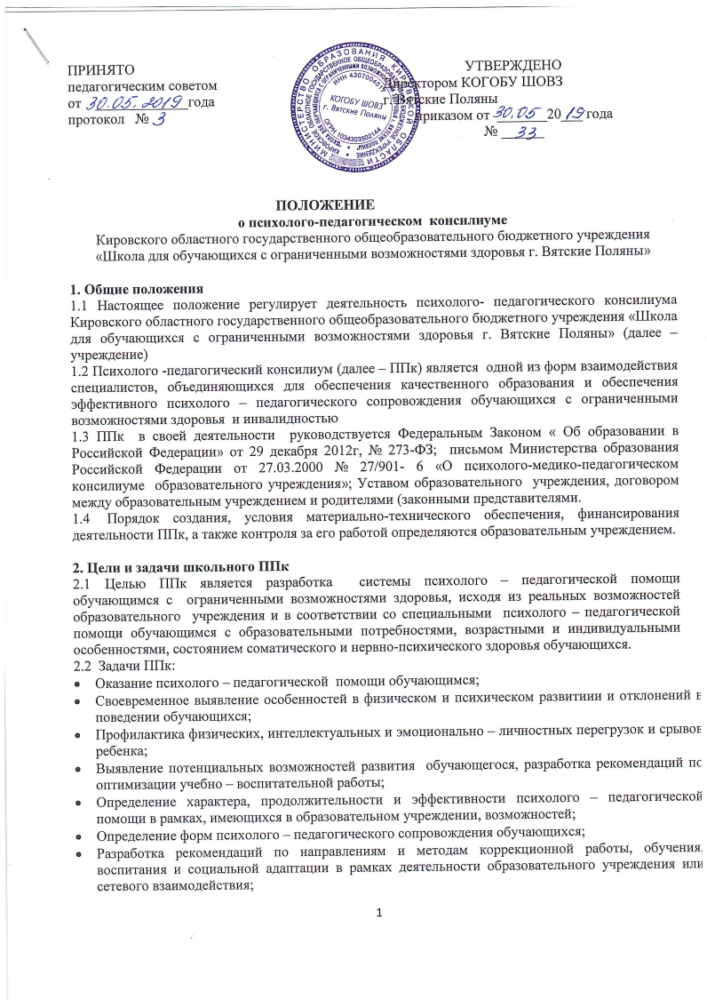 ПРИНЯТО
педагогическим советом
от 30.05.2019 года
протокол № 3
УТВЕРЖДЕНО
Директором КОГОБУ ШОВЗ
г. Вятские Поляны
приказом от 30.05 2019 года
№ 33
МИНИСТЕРСТВО ОБРАЗОВАНИЯ КИРОВСКОЙ ОБЛАСТИ
ИНН 4307004517
КОГОБУ ШОВЗ
г. Вятские Поляны
ОГРН 1034303502144
ПОЛОЖЕНИЕ
о психолого-педагогическом консилиуме
Кировского областного государственного общеобразовательного бюджетного учреждения
«Школа для обучающихся с ограниченными возможностями здоровья г. Вятские Поляны»
1. Общие положения
1.1 Настоящее положение регулирует деятельность психолого- педагогического консилиума
Кировского областного государственного общеобразовательного бюджетного учреждения «Школа
для обучающихся с ограниченными возможностями здоровья г. Вятские Поляны» (далее –
учреждение)
1.2 Психолого -педагогический консилиум (далее – ППк) является одной из форм взаимодействия
специалистов, объединяющихся для обеспечения качественного образования и обеспечения
эффективного психолого – педагогического сопровождения обучающихся с ограниченными
возможностями здоровья и инвалидностью
1.3 ППк в своей деятельности руководствуется Федеральным Законом « Об образовании в
Российской Федерации» от 29 декабря 2012г, № 273-ФЗ; письмом Министерства образования
Российской Федерации от 27.03.2000 № 27/901- 6 «О психолого-медико-педагогическом
консилиуме образовательного учреждения»; Уставом образовательного учреждения, договором
между образовательным учреждением и родителями (законными представителями.
1.4 Порядок создания, условия материально-технического обеспечения, финансирования
деятельности ППк, а также контроля за его работой определяются образовательным учреждением.
2. Цели и задачи школьного ППк
2.1 Целью ППк является разработка системы психолого – педагогической помощи
обучающимся с ограниченными возможностями здоровья, исходя из реальных возможностей
образовательного учреждения и в соответствии со специальными психолого – педагогической
помощи обучающимся с образовательными потребностями, возрастными и индивидуальными
особенностями, состоянием соматического и нервно-психического здоровья обучающихся.
2.2 Задачи ППк:
• Оказание психолого – педагогической помощи обучающимся;
• Своевременное выявление особенностей в физическом и психическом развитиии и отклонений в
поведении обучающихся;
• Профилактика физических, интеллектуальных и эмоционально – личностных перегрузок и срывов
ребенка;
• Выявление потенциальных возможностей развития обучающегося, разработка рекомендаций по
оптимизации учебно – воспитательной работы;
• Определение характера, продолжительности и эффективности психолого – педагогической
помощи в рамках, имеющихся в образовательном учреждении, возможностей;
• Определение форм психолого – педагогического сопровождения обучающихся;
• Разработка рекомендаций по направлениям и методам коррекционной работы, обучения,
воспитания и социальной адаптации в рамках деятельности образовательного учреждения или
сетевого взаимодействия;
1